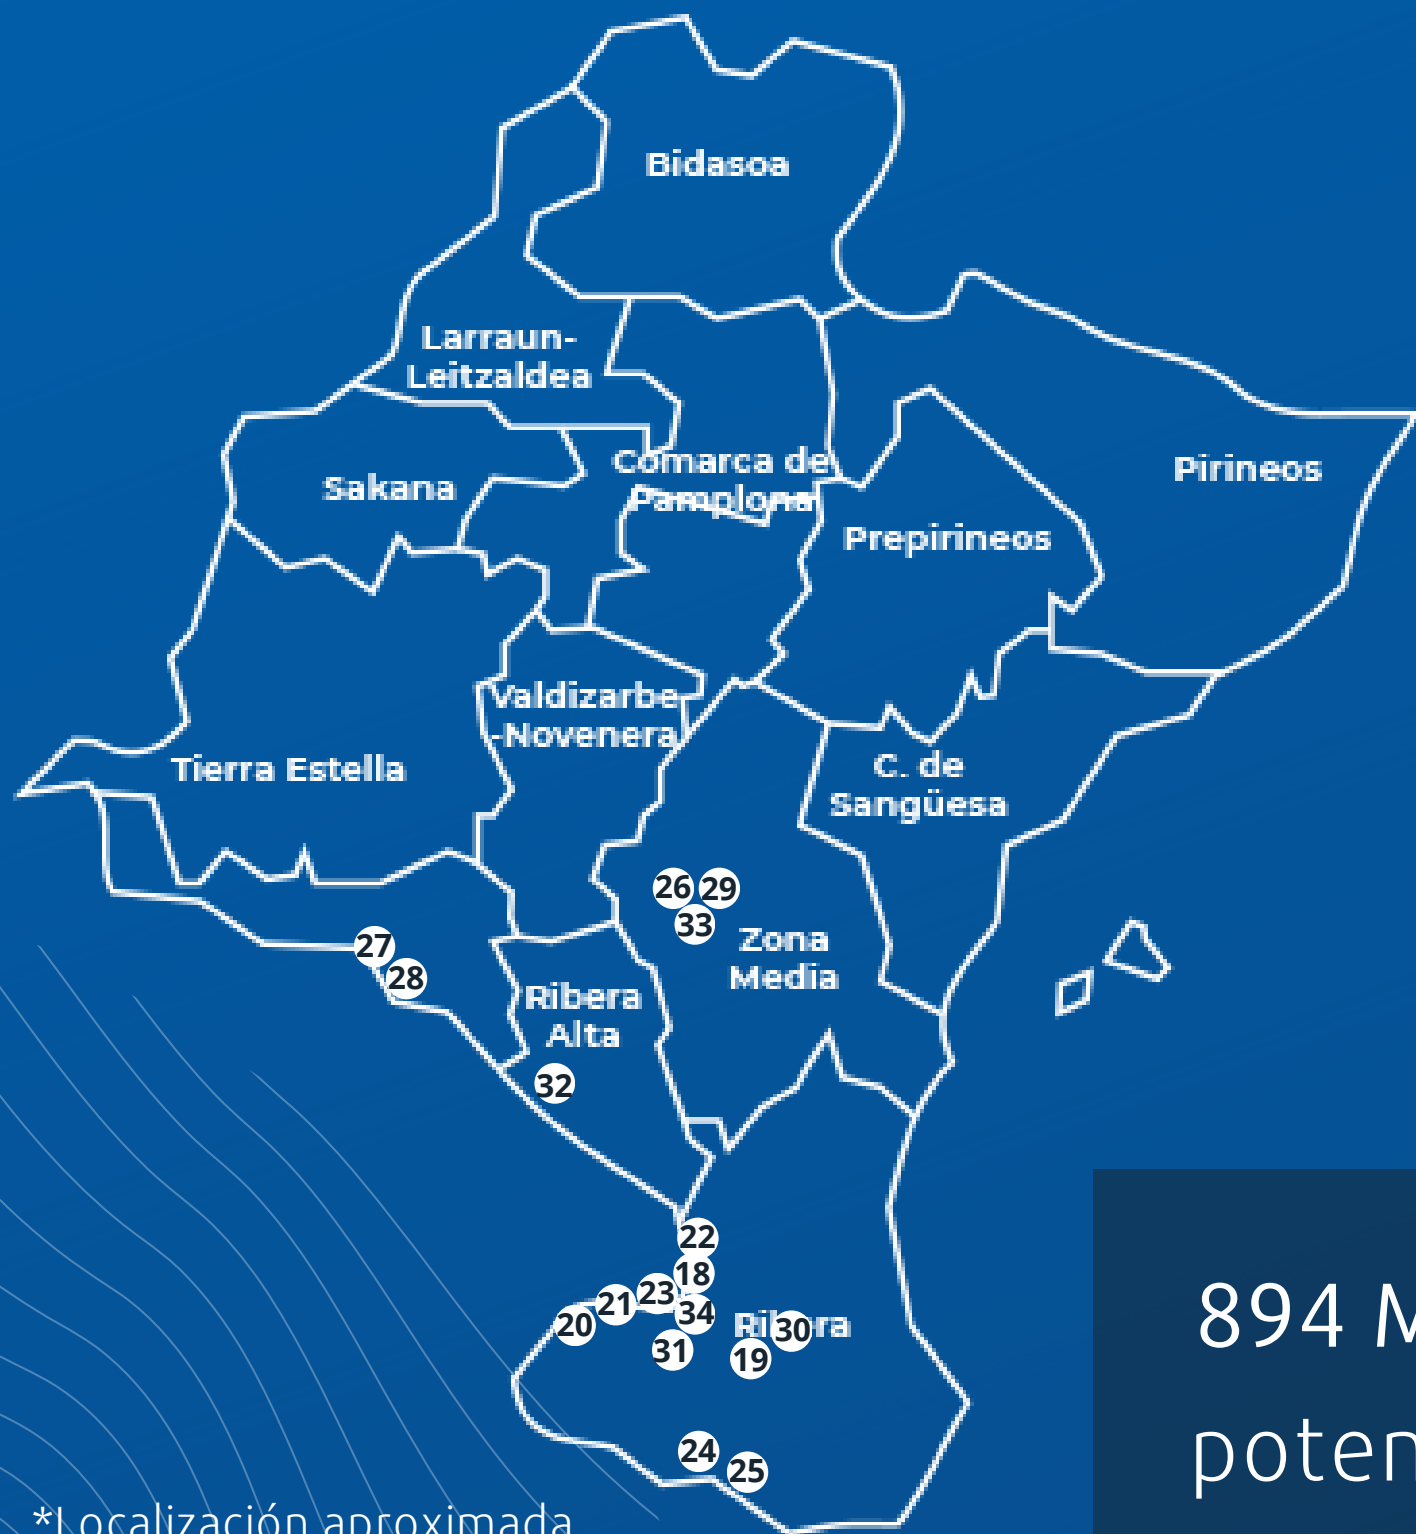 Bidasoa
Larraun-
Leitzaldea
Comarca de
Pamplona
Sakana
Pirineos
Prepirineos
Valdizarbe
-Novenera
Tierra Estella
C. de
Sangüesa
26 29
33
Zona
Media
27
28
Ribera
Alta
32
22
18
23
21
34
20
Ribera
30
31
19
24
25
894 M
poten
*Localización aproximada